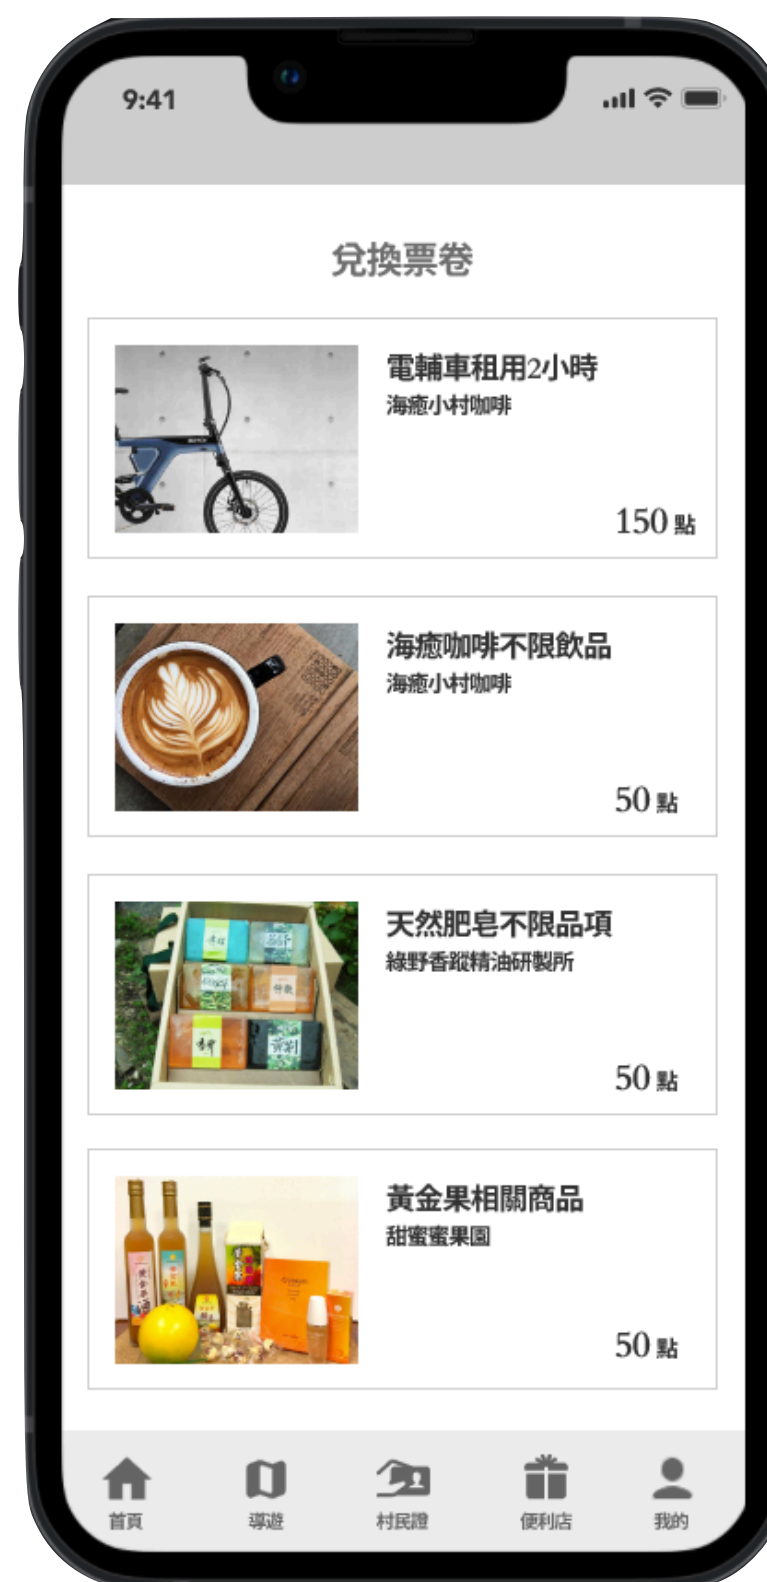 9:41
兌換票卷
電輔車租用2小時
海癒小村咖啡
150 點
海癒咖啡不限飲品
海癒小村咖啡
50 點
天然肥皂不限品項
綠野香蹤精油研製所
50 點
黃金果相關商品
甜蜜蜜果園
50 點
首頁
導遊
村民證
便利店
我的